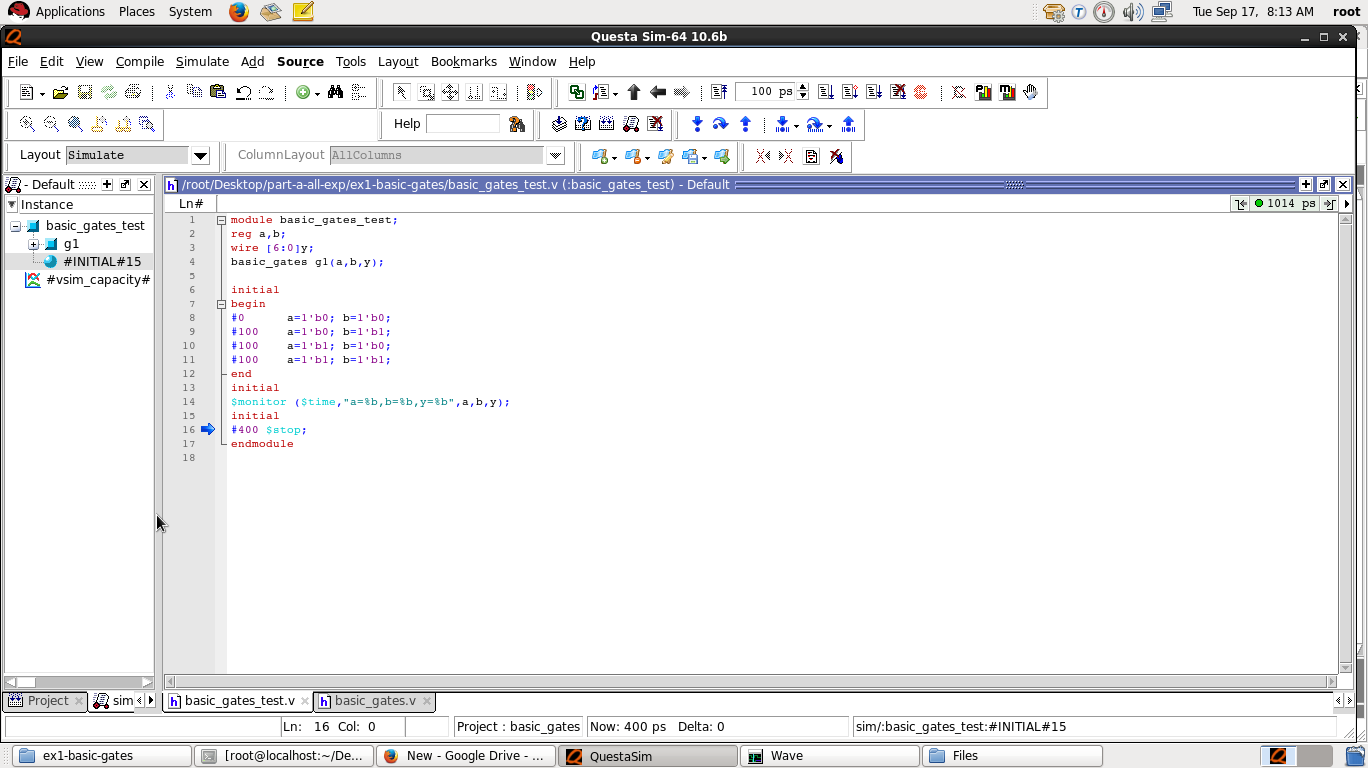 Applications Places System Tue Sep 17, 8:13 AM root
Questa Sim-64 10.6b
File Edit View Compile Simulate Add Source Tools Layout Bookmarks Window Help
100 ps
Help
Layout Simulate ColumnLayout AllColumns
Default
/root/Desktop/part-a-all-exp/ex1-basic-gates/basic_gates_test.v (:basic_gates_test) - Default
Instance
basic_gates_test
g1
#INITIAL#15
#vsim_capacity#
Ln#
1014 ps
1 module basic_gates_test;
2 reg a,b;
3 wire [6:0]y;
4 basic_gates g1(a,b,y);
5
6 initial
7 begin
8 #0 a=1'b0; b=1'b0;
9 #100 a=1'b0; b=1'b1;
10 #100 a=1'b1; b=1'b0;
11 #100 a=1'b1; b=1'b1;
12 end
13 initial
14 $monitor ($time,"a=%b,b=%b,y=%b",a,b,y);
15 initial
16 #400 $stop;
17 endmodule
18
Project sim basic_gates_test.v basic_gates.v
Ln: 16 Col: 0 Project : basic_gates Now: 400 ps Delta: 0 sim/:basic_gates_test:#INITIAL#15
ex1-basic-gates [root@localhost:~/De... New - Google Drive - ... QuestaSim Wave Files